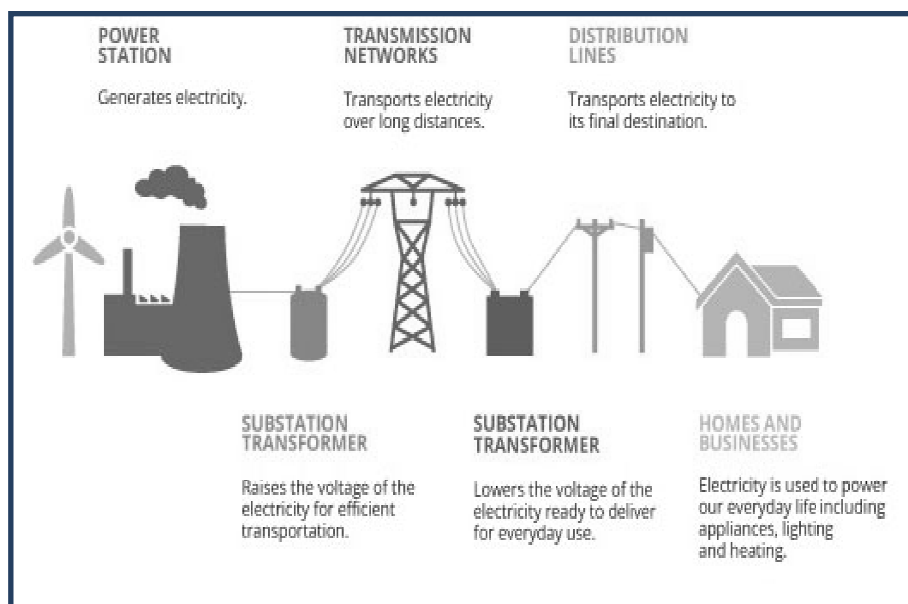 POWER
STATION
Generates electricity.
TRANSMISSION
NETWORKS
Transports electricity
over long distances.
DISTRIBUTION
LINES
Transports electricity to
its final destination.
SUBSTATION
TRANSFORMER
Raises the voltage of the
electricity for efficient
transportation.
SUBSTATION
TRANSFORMER
Lowers the voltage of the
electricity ready to deliver
for everyday use.
HOMES AND
BUSINESSES
Electricity is used to power
our everyday life including
appliances, lighting
and heating.